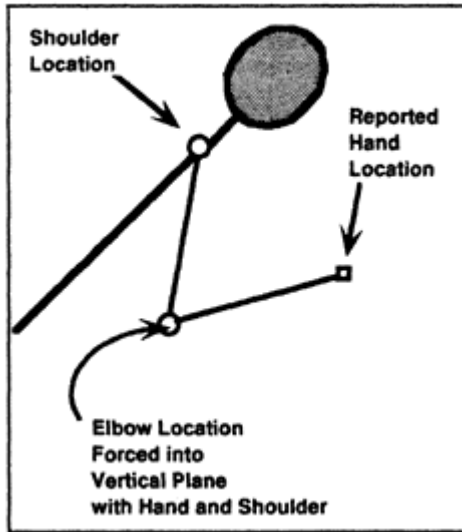 Shoulder
Location
Reported
Hand
Location
Elbow Location
Forced into
Vertical Plane
with Hand and Shoulder